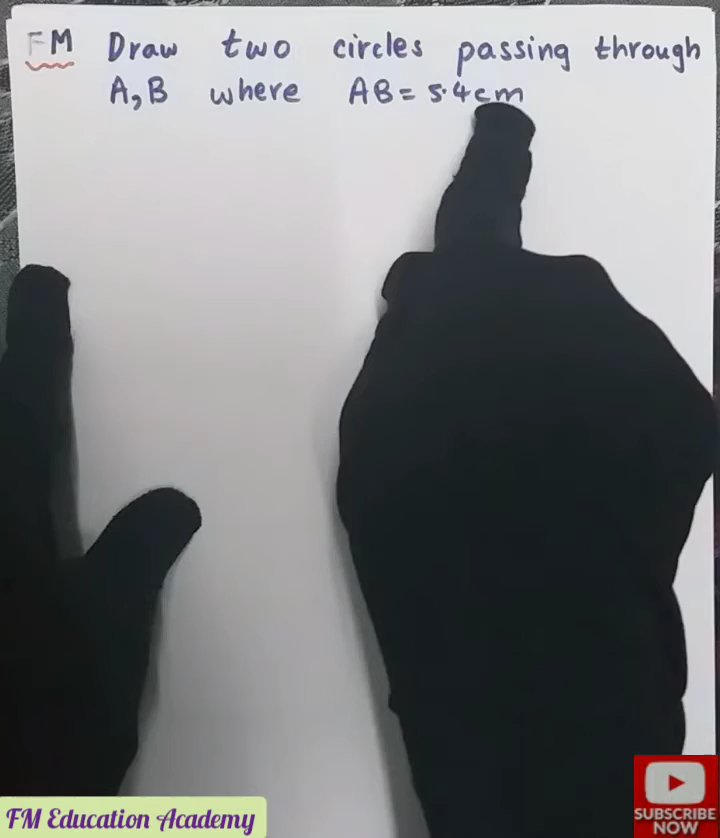 FM Draw two circles passing through
A,B where AB = 5.4cm
FM Education Academy
SUBSCRIBE
NOW